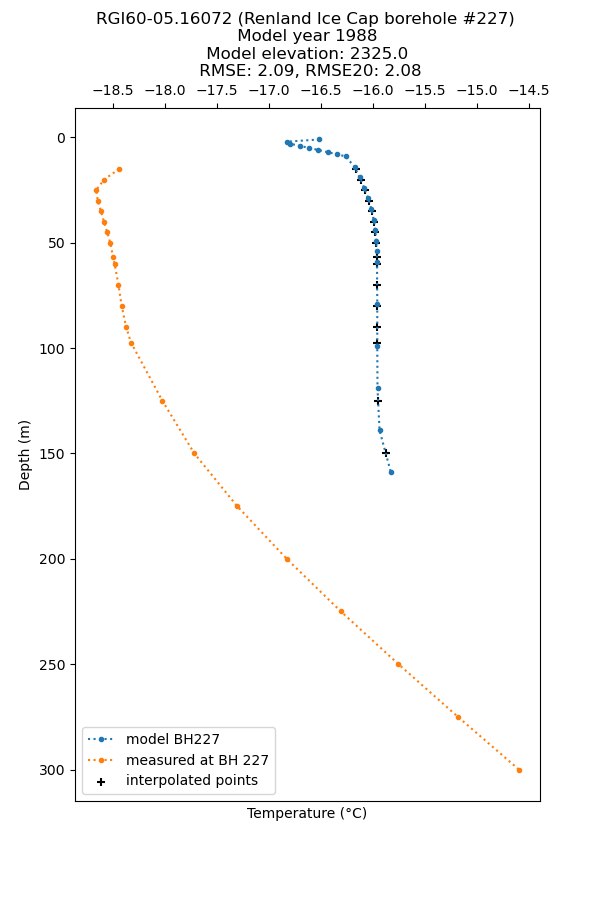 RGI60-05.16072 (Renland Ice Cap borehole #227)
Model year 1988
Model elevation: 2325.0
RMSE: 2.09, RMSE20: 2.08
−18.5 −18.0 −17.5 −17.0 −16.5 −16.0 −15.5 −15.0 −14.5
0
50
100
150
200
250
300
Depth (m)
model BH227
measured at BH 227
interpolated points
Temperature (°C)